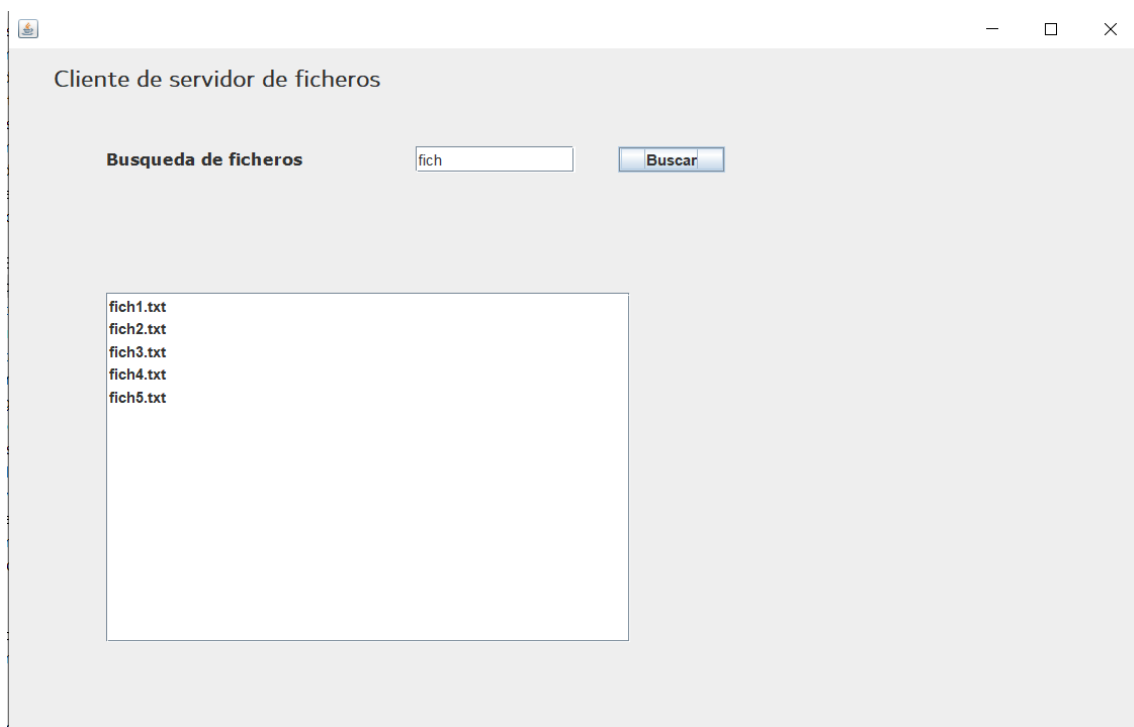 Cliente de servidor de ficheros
Busqueda de ficheros
fich
Buscar
fich1.txt
fich2.txt
fich3.txt
fich4.txt
fich5.txt